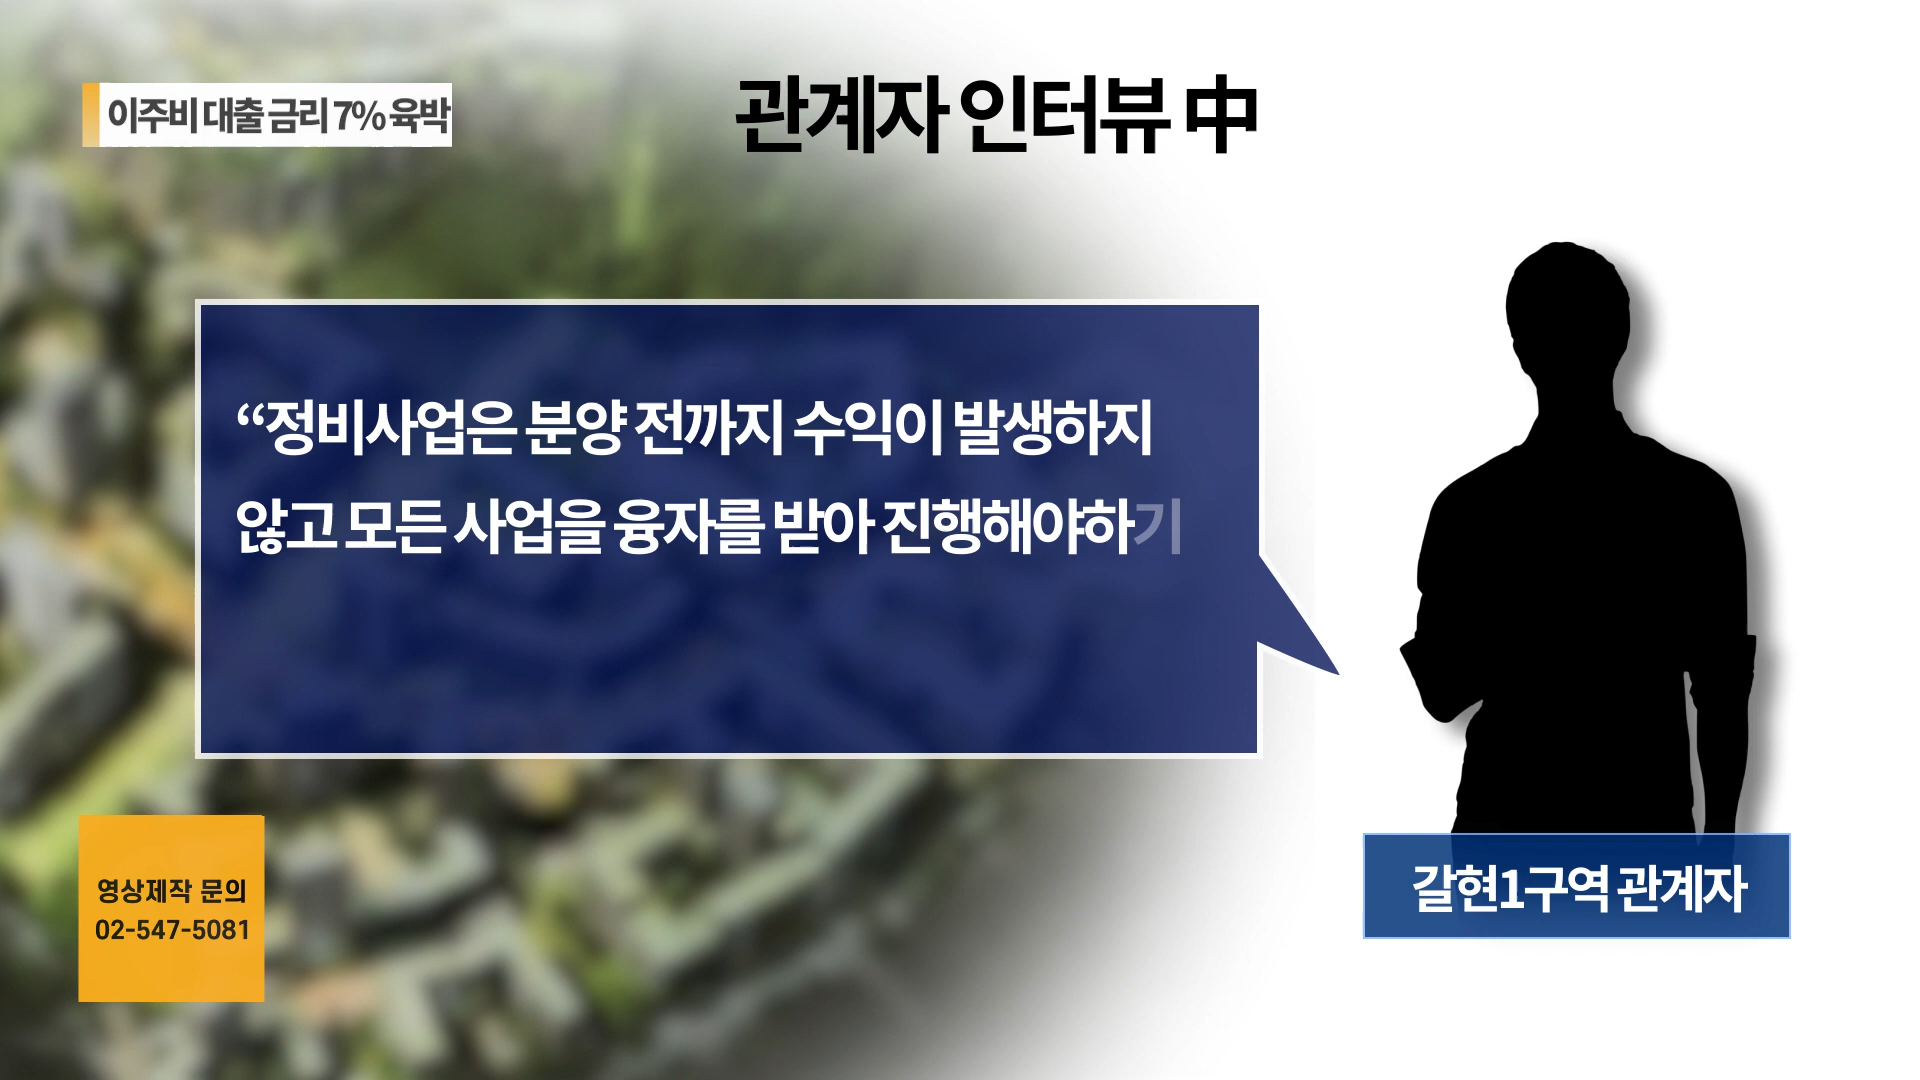 이주비 대출 금리 7% 육박
관계자 인터뷰 中
“정비사업은 분양 전까지 수익이 발생하지
않고 모든 사업을 융자를 받아 진행해야하기
갈현1구역 관계자
영상제작 문의
02-547-5081